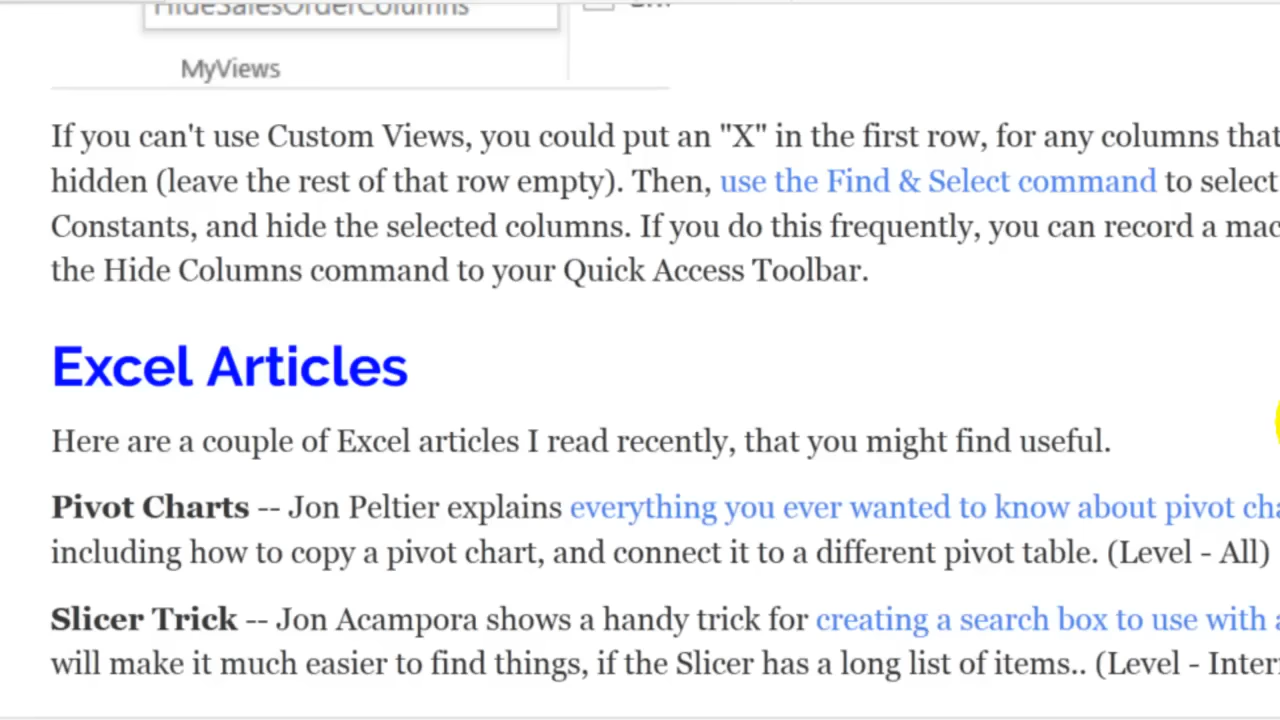 HideSalesOrderColumns
MyViews
If you can't use Custom Views, you could put an "X" in the first row, for any columns that
hidden (leave the rest of that row empty). Then, use the Find & Select command to select
Constants, and hide the selected columns. If you do this frequently, you can record a mac
the Hide Columns command to your Quick Access Toolbar.
Excel Articles
Here are a couple of Excel articles I read recently, that you might find useful.
Pivot Charts -- Jon Peltier explains everything you ever wanted to know about pivot cha
including how to copy a pivot chart, and connect it to a different pivot table. (Level - All)
Slicer Trick -- Jon Acampora shows a handy trick for creating a search box to use with a
will make it much easier to find things, if the Slicer has a long list of items.. (Level - Inter